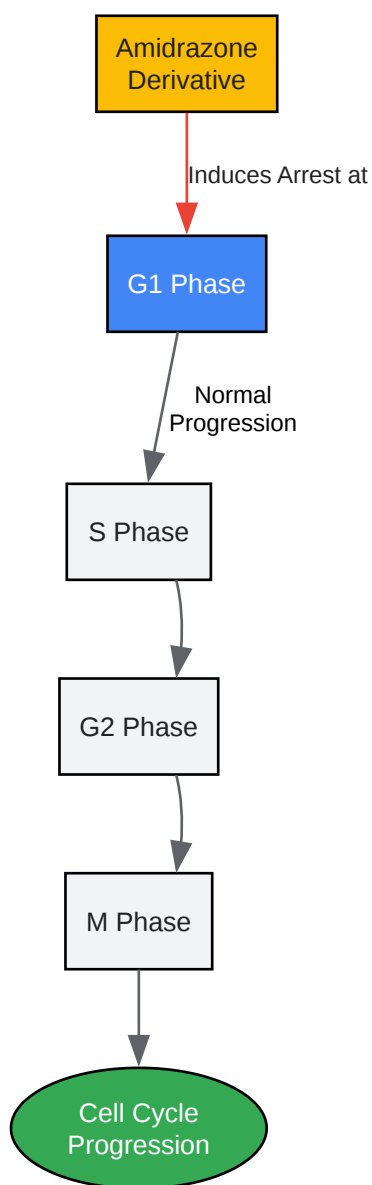 Amidrazone
Derivative
Induces Arrest at
G1 Phase
Normal
Progression
S Phase
G2 Phase
M Phase
Cell Cycle
Progression